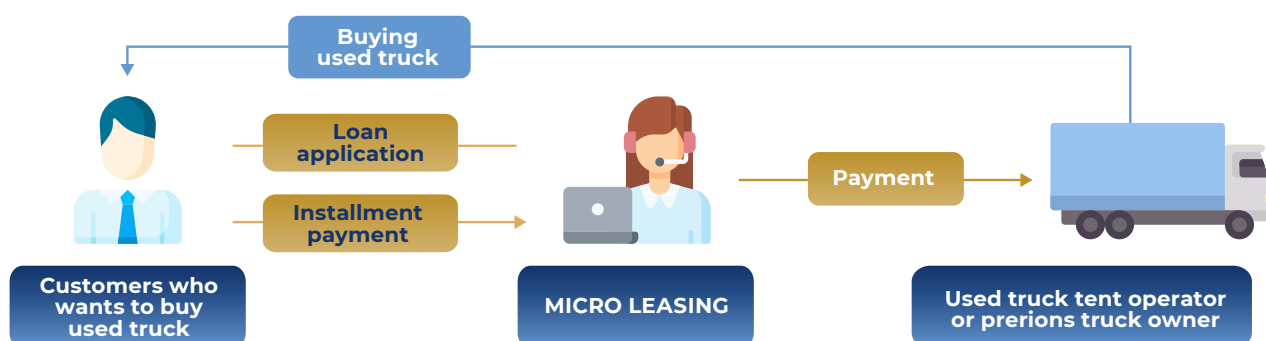 Buying
used truck
Loan
application
Installment
payment
Payment
Customers who
wants to buy
used truck
MICRO LEASING
Used truck tent operator
or prerions truck owner